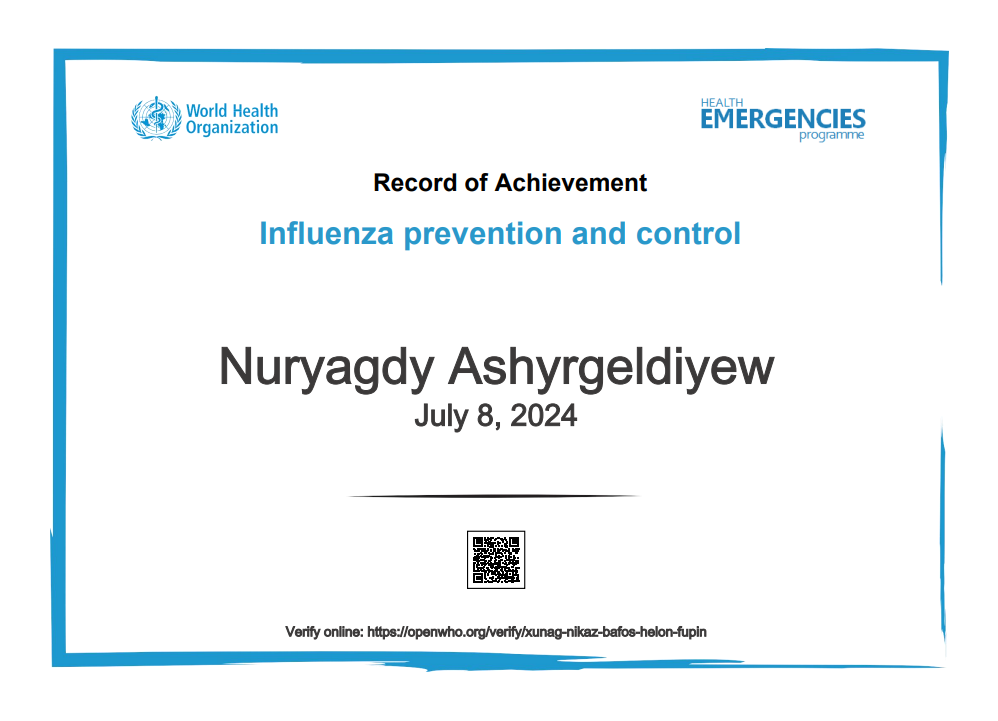 World Health
Organization
HEALTH
EMERGENCIES
programme
Record of Achievement
Influenza prevention and control
Nuryagdy Ashyrgeldiyew
July 8, 2024
Verify online: https://openwho.org/verify/xunag-nikaz-bafos-helon-fupin